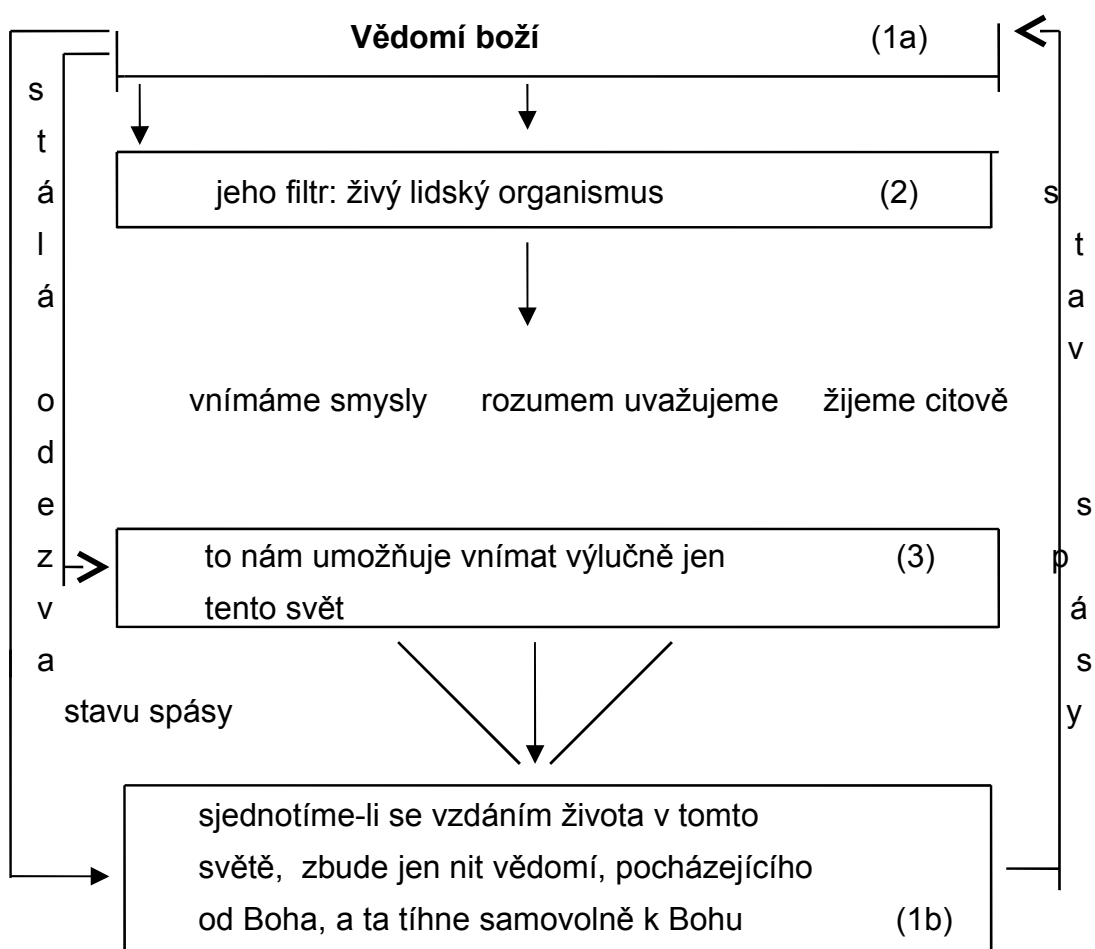 Vědomí boží (1a)
jeho filtr: živý lidský organismus (2)
vnímáme smysly rozumem uvažujeme žijeme citově
to nám umožňuje vnímat výlučně jen (3)
tento svět
stálá odezva
stavu spásy
sjednotíme-li se vzdáním života v tomto
světě, zbude jen nit vědomí, pocházejícího
od Boha, a ta tíhne samovolně k Bohu (1b)
stav spásy